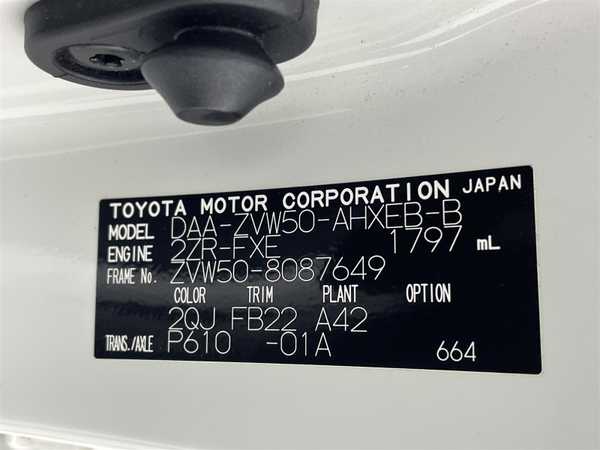 TOYOTA MOTOR CORPORATION JAPAN
MODEL DAA-ZVW50-AHXEB-B
ENGINE 2ZR-FXE 1797 mL
FRAME No. ZVW50-8087649
COLOR TRIM PLANT OPTION
2QJ FB22 A42
TRANS./AXLE P610 -01A 664